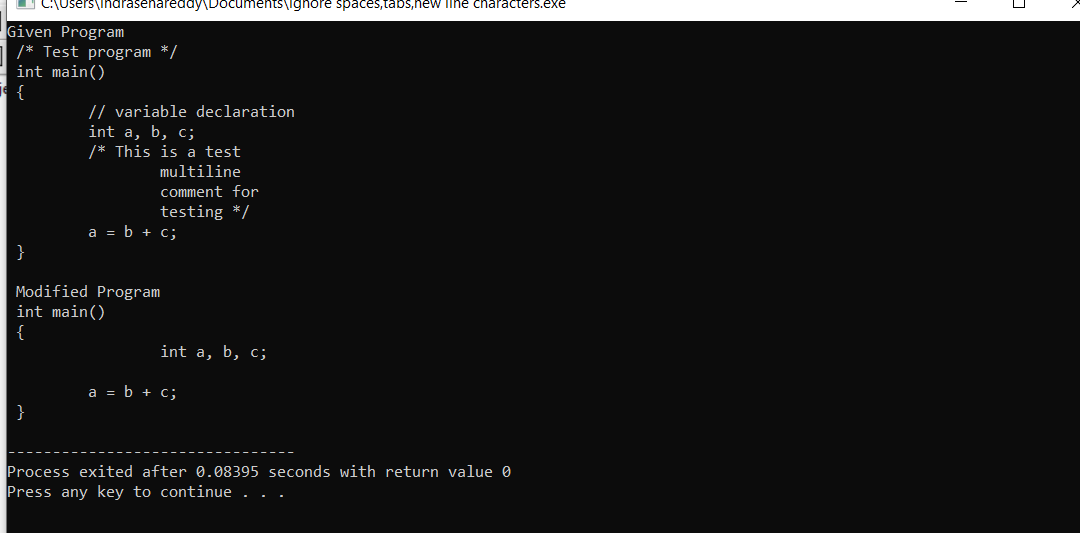 C:\Users\indrasenareddy\Documents\ignore spaces,tabs,new line characters.exe
Given Program
/* Test program */
int main()
{
// variable declaration
int a, b, c;
/* This is a test
multiline
comment for
testing */
a = b + c;
}
Modified Program
int main()
{
int a, b, c;
a = b + c;
}
--------------------------------
Process exited after 0.08395 seconds with return value 0
Press any key to continue . . .